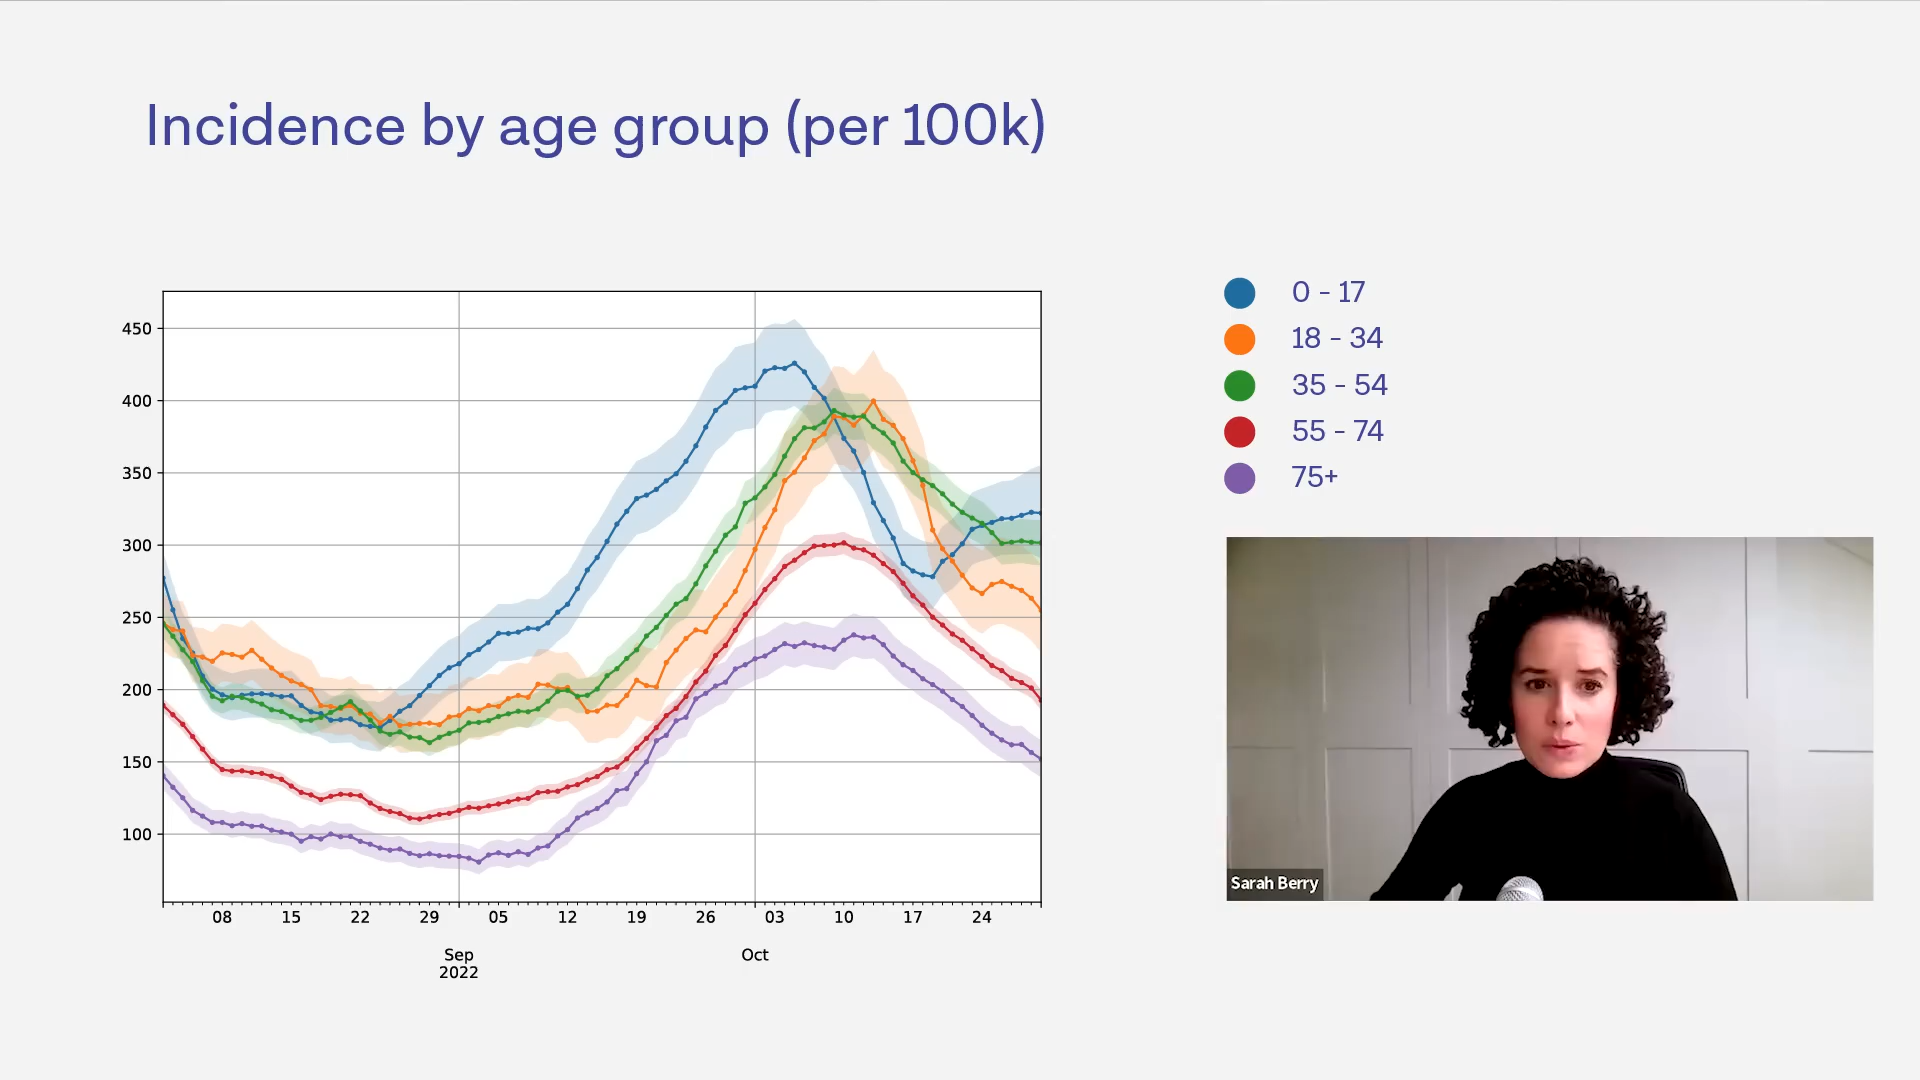 Incidence by age group (per 100k)
450
400
350
300
250
200
150
100
08 15 22 29 05 12 19 26 03 10 17 24
Sep Oct
2022
0 - 17
18 - 34
35 - 54
55 - 74
75+
Sarah Berry